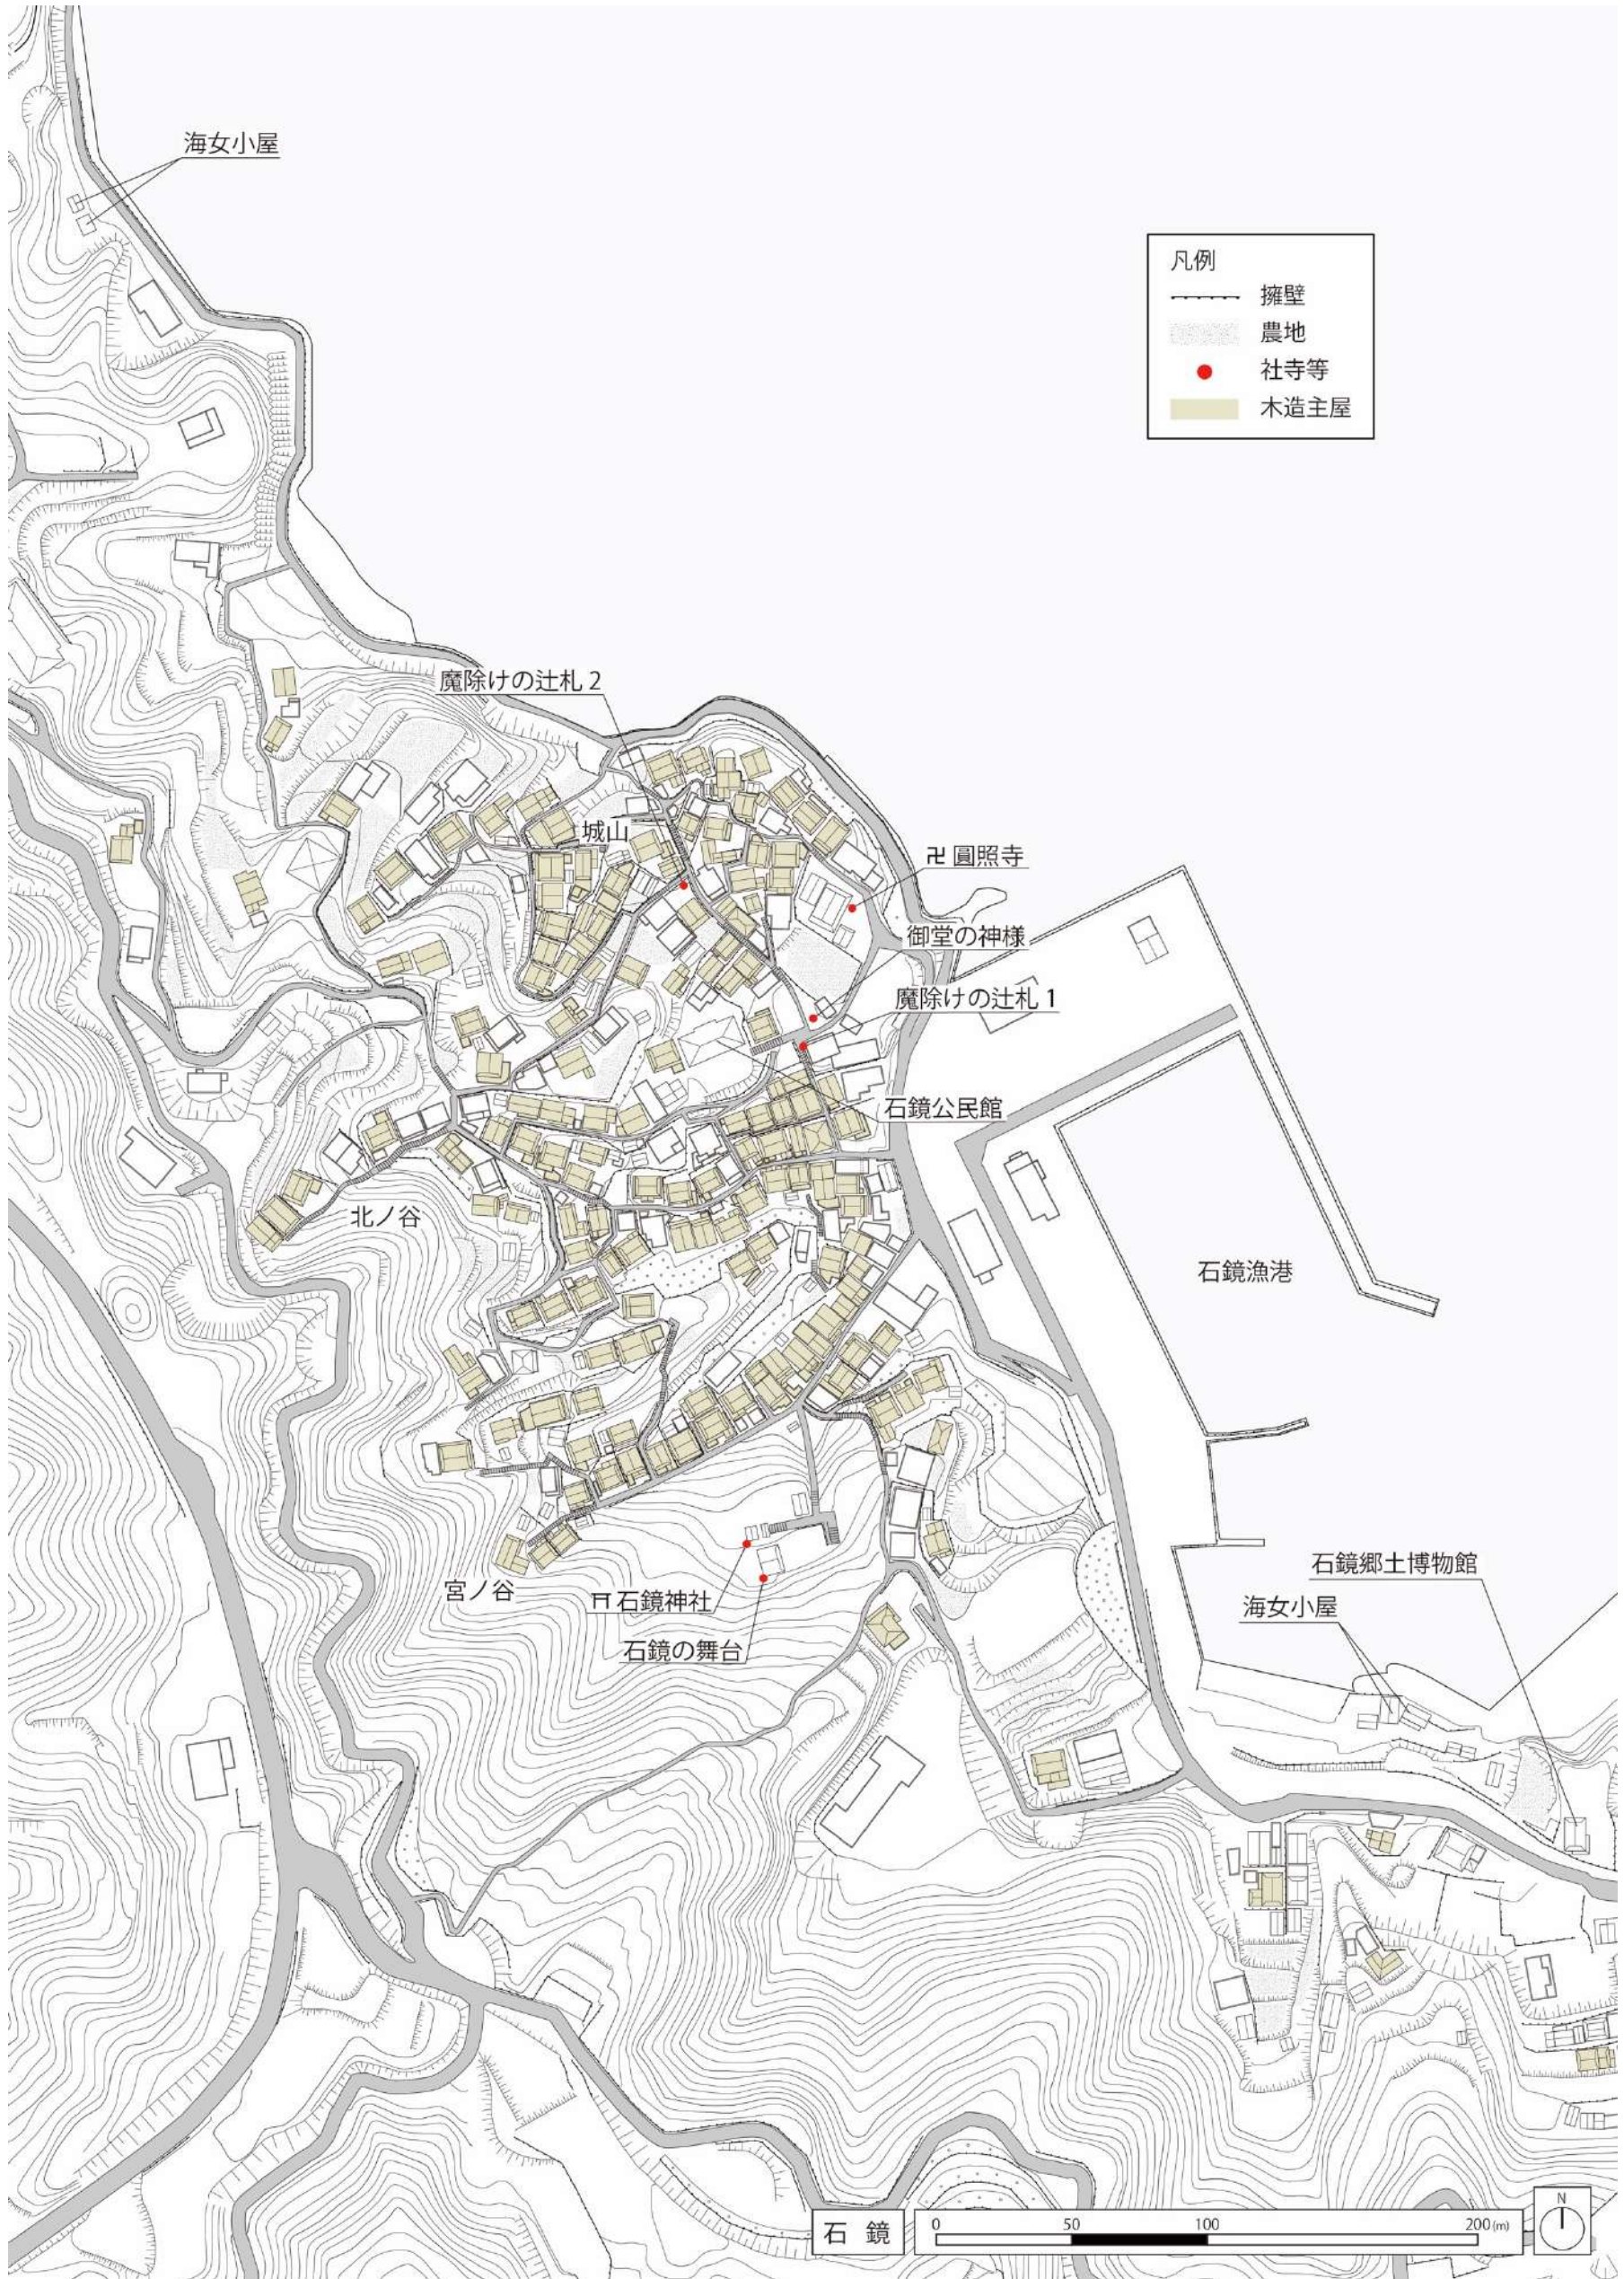 海女小屋
凡例
擁壁
農地
社寺等
木造主屋
魔除けの辻札 2
城山
卍 圓照寺
御堂の神様
魔除けの辻札 1
石鏡公民館
北ノ谷
石鏡漁港
宮ノ谷
⛩石鏡神社
石鏡の舞台
石鏡郷土博物館
海女小屋
石 鏡
0 50 100 200 (m)
N